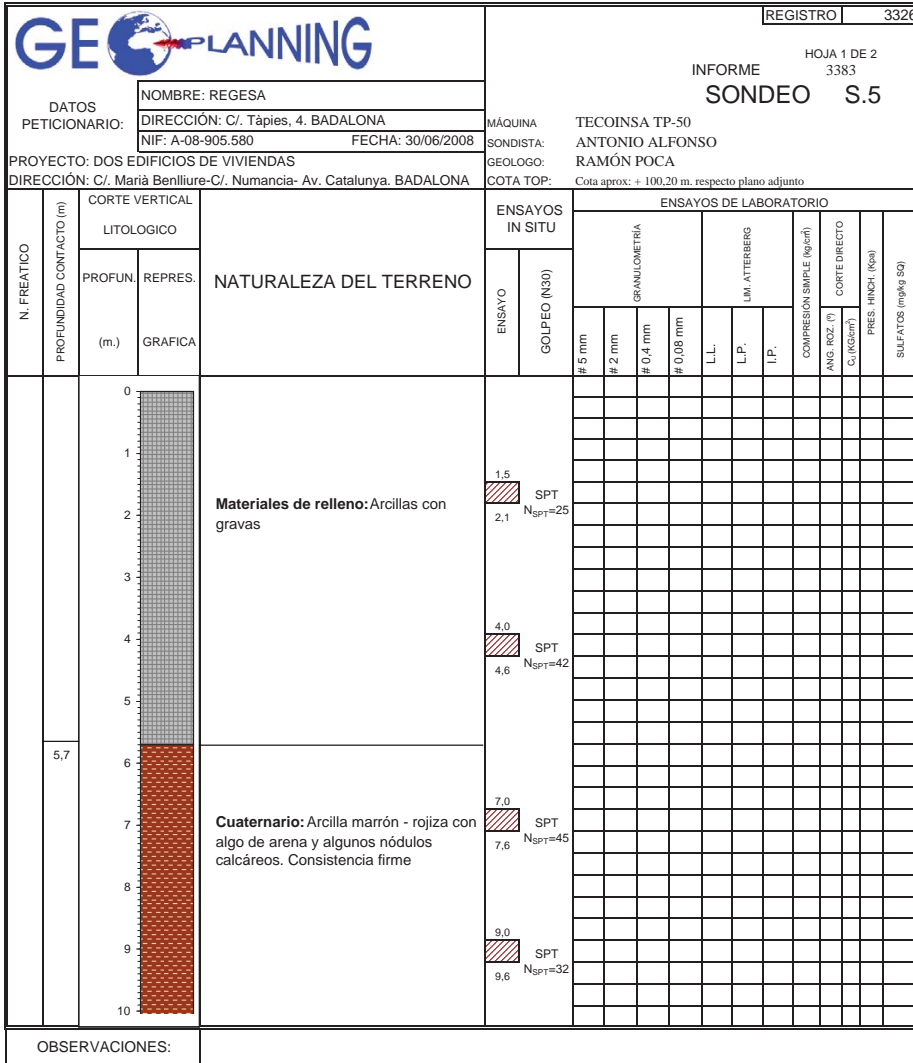 GEOPLANNING
REGISTRO 3326
HOJA 1 DE 2
INFORME 3383
SONDEO S.5
DATOS
PETICIONARIO:
NOMBRE: REGESA
DIRECCIÓN: C/. Tàpies, 4. BADALONA
NIF: A-08-905.580 FECHA: 30/06/2008
PROYECTO: DOS EDIFICIOS DE VIVIENDAS
DIRECCIÓN: C/. Marià Benlliure-C/. Numancia- Av. Catalunya. BADALONA
MÁQUINA TECOINSA TP-50
SONDISTA: ANTONIO ALFONSO
GEOLOGO: RAMÓN POCA
COTA TOP: Cota aprox: + 100,20 m. respecto plano adjunto
N. FREATICO
PROFUNDIDAD CONTACTO (m)
CORTE VERTICAL
LITOLOGICO
PROFUN.
(m.)
REPRES.
GRAFICA
NATURALEZA DEL TERRENO
ENSAYOS
IN SITU
ENSAYO
GOLPEO (N30)
ENSAYOS DE LABORATORIO
GRANULOMETRÍA
# 5 mm
# 2 mm
# 0,4 mm
# 0,08 mm
LIM. ATTERBERG
L.L.
L.P.
I.P.
COMPRESIÓN SIMPLE (kg/cm²)
CORTE DIRECTO
ANG. ROZ. (º)
Cᵤ (KG/cm²)
PRES. HINCH. (Kpa)
SULFATOS (mg/kg SQ)
0
1
2
3
4
5
6
7
8
9
10
5,7
Materiales de relleno: Arcillas con
gravas
Cuaternario: Arcilla marrón - rojiza con
algo de arena y algunos nódulos
calcáreos. Consistencia firme
1,5
SPT
2,1 NSPT=25
4,0
SPT
4,6 NSPT=42
7,0
SPT
7,6 NSPT=45
9,0
SPT
9,6 NSPT=32
OBSERVACIONES: